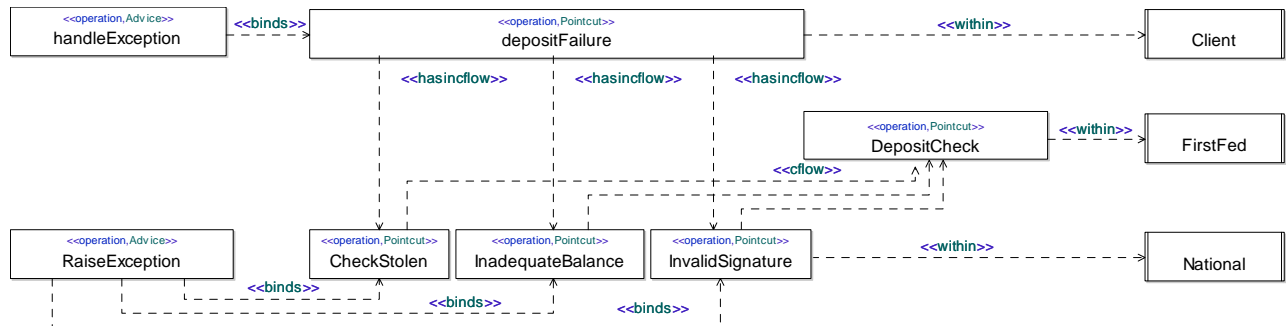 <<operation,Advice>>
handleException
<<binds>>
<<operation,Pointcut>>
depositFailure
<<within>>
Client
<<hasincflow>>
<<hasincflow>>
<<hasincflow>>
<<operation,Pointcut>>
DepositCheck
<<within>>
FirstFed
<<cflow>>
<<operation,Advice>>
RaiseException
<<operation,Pointcut>>
CheckStolen
<<operation,Pointcut>>
InadequateBalance
<<operation,Pointcut>>
InvalidSignature
<<within>>
National
<<binds>>
<<binds>>
<<binds>>